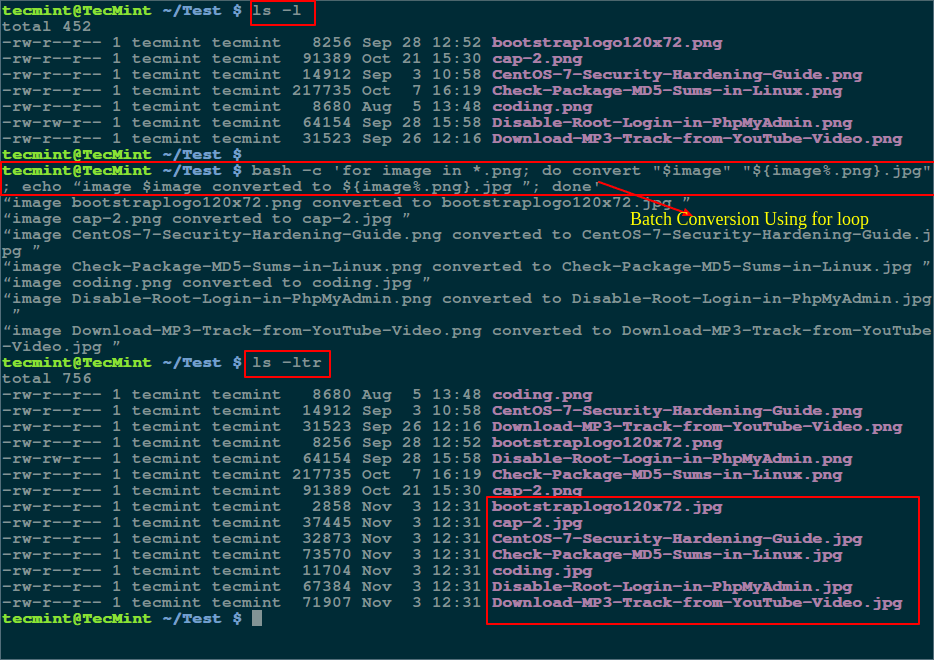 tecmint@TecMint ~/Test $ ls -l
total 452
-rw-r--r-- 1 tecmint tecmint   8256 Sep 28 12:52 bootstraplogo120x72.png
-rw-r--r-- 1 tecmint tecmint  91389 Oct 21 15:30 cap-2.png
-rw-r--r-- 1 tecmint tecmint  14912 Sep  3 10:58 CentOS-7-Security-Hardening-Guide.png
-rw-r--r-- 1 tecmint tecmint 217735 Oct  7 16:19 Check-Package-MD5-Sums-in-Linux.png
-rw-r--r-- 1 tecmint tecmint   8680 Aug  5 13:48 coding.png
-rw-rw-r-- 1 tecmint tecmint  64154 Sep 28 15:58 Disable-Root-Login-in-PhpMyAdmin.png
-rw-r--r-- 1 tecmint tecmint  31523 Sep 26 12:16 Download-MP3-Track-from-YouTube-Video.png
tecmint@TecMint ~/Test $
tecmint@TecMint ~/Test $ bash -c 'for image in *.png; do convert "$image" "${image%.png}.jpg"
; echo “image $image converted to ${image%.png}.jpg ”; done'
“image bootstraplogo120x72.png converted to bootstraplogo120x72.jpg ”
“image cap-2.png converted to cap-2.jpg ”
Batch Conversion Using for loop
“image CentOS-7-Security-Hardening-Guide.png converted to CentOS-7-Security-Hardening-Guide.j
pg ”
“image Check-Package-MD5-Sums-in-Linux.png converted to Check-Package-MD5-Sums-in-Linux.jpg ”
“image coding.png converted to coding.jpg ”
“image Disable-Root-Login-in-PhpMyAdmin.png converted to Disable-Root-Login-in-PhpMyAdmin.jpg
”
“image Download-MP3-Track-from-YouTube-Video.png converted to Download-MP3-Track-from-YouTube
-Video.jpg ”
tecmint@TecMint ~/Test $ ls -ltr
total 756
-rw-r--r-- 1 tecmint tecmint   8680 Aug  5 13:48 coding.png
-rw-r--r-- 1 tecmint tecmint  14912 Sep  3 10:58 CentOS-7-Security-Hardening-Guide.png
-rw-r--r-- 1 tecmint tecmint  31523 Sep 26 12:16 Download-MP3-Track-from-YouTube-Video.png
-rw-r--r-- 1 tecmint tecmint   8256 Sep 28 12:52 bootstraplogo120x72.png
-rw-rw-r-- 1 tecmint tecmint  64154 Sep 28 15:58 Disable-Root-Login-in-PhpMyAdmin.png
-rw-r--r-- 1 tecmint tecmint 217735 Oct  7 16:19 Check-Package-MD5-Sums-in-Linux.png
-rw-r--r-- 1 tecmint tecmint  91389 Oct 21 15:30 cap-2.png
-rw-r--r-- 1 tecmint tecmint   2858 Nov  3 12:31 bootstraplogo120x72.jpg
-rw-r--r-- 1 tecmint tecmint  37445 Nov  3 12:31 cap-2.jpg
-rw-r--r-- 1 tecmint tecmint  32873 Nov  3 12:31 CentOS-7-Security-Hardening-Guide.jpg
-rw-r--r-- 1 tecmint tecmint  73570 Nov  3 12:31 Check-Package-MD5-Sums-in-Linux.jpg
-rw-r--r-- 1 tecmint tecmint  11704 Nov  3 12:31 coding.jpg
-rw-r--r-- 1 tecmint tecmint  67384 Nov  3 12:31 Disable-Root-Login-in-PhpMyAdmin.jpg
-rw-r--r-- 1 tecmint tecmint  71907 Nov  3 12:31 Download-MP3-Track-from-YouTube-Video.jpg
tecmint@TecMint ~/Test $